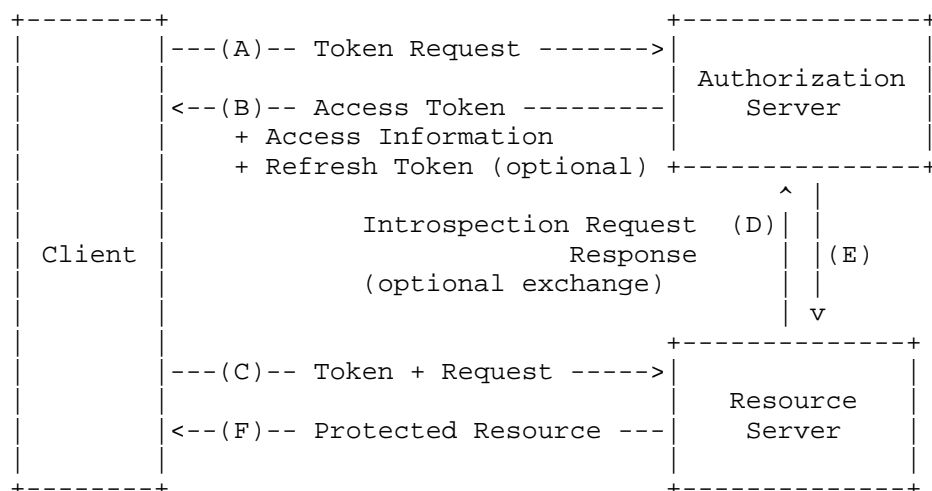 ---(A)-- Token Request ------->
Authorization
<--(B)-- Access Token --------- Server
+ Access Information
+ Refresh Token (optional)
Introspection Request (D)
Client Response (E)
(optional exchange)
---(C)-- Token + Request ----->
Resource
<--(F)-- Protected Resource --- Server